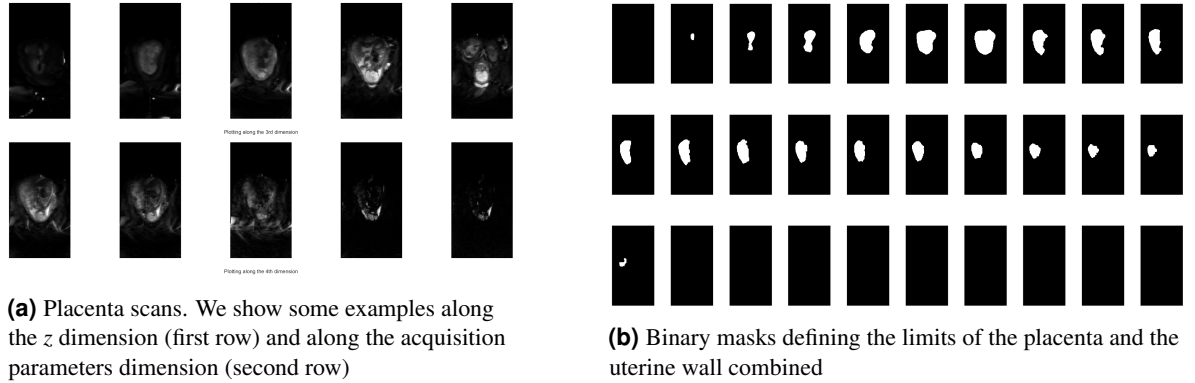 Plotting along the 3rd dimension
Plotting along the 4th dimension
(a) Placenta scans. We show some examples along
the z dimension (first row) and along the acquisition
parameters dimension (second row)
(b) Binary masks defining the limits of the placenta and the
uterine wall combined